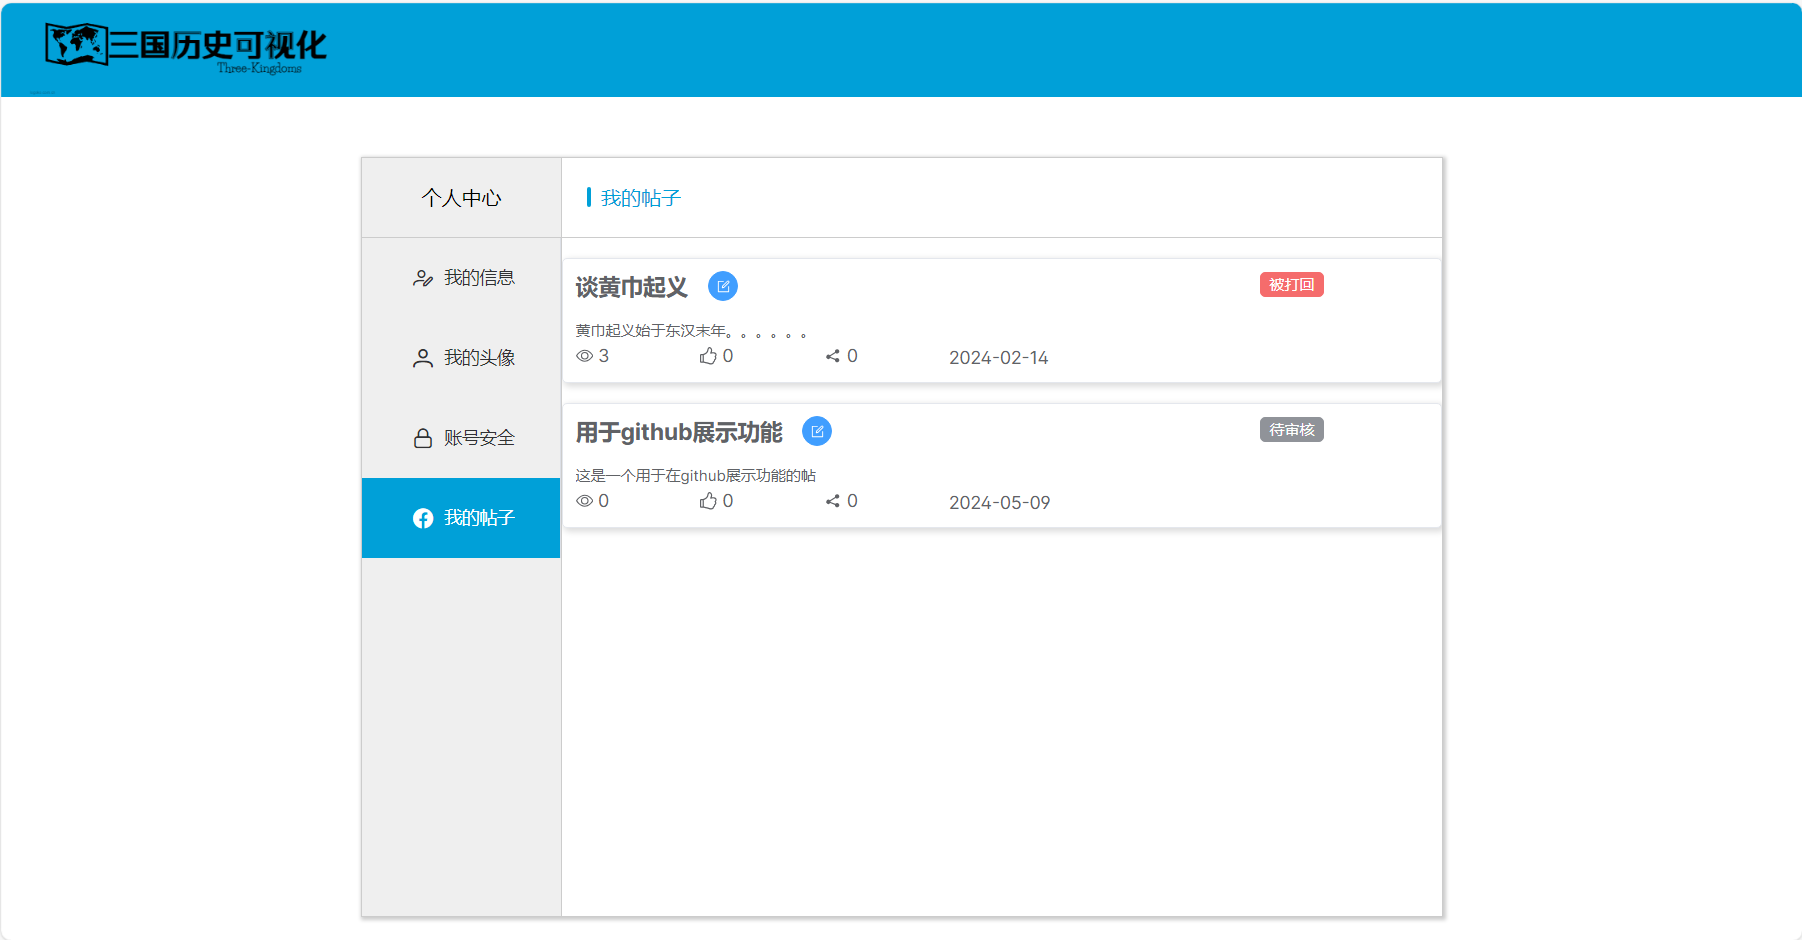 三国历史可视化
Three-Kingdoms
个人中心
我的信息
我的头像
账号安全
我的帖子
我的帖子
谈黄巾起义
被打回
黄巾起义始于东汉末年。。。。。。
3 0 0 2024-02-14
用于github展示功能
待审核
这是一个用于在github展示功能的帖
0 0 0 2024-05-09